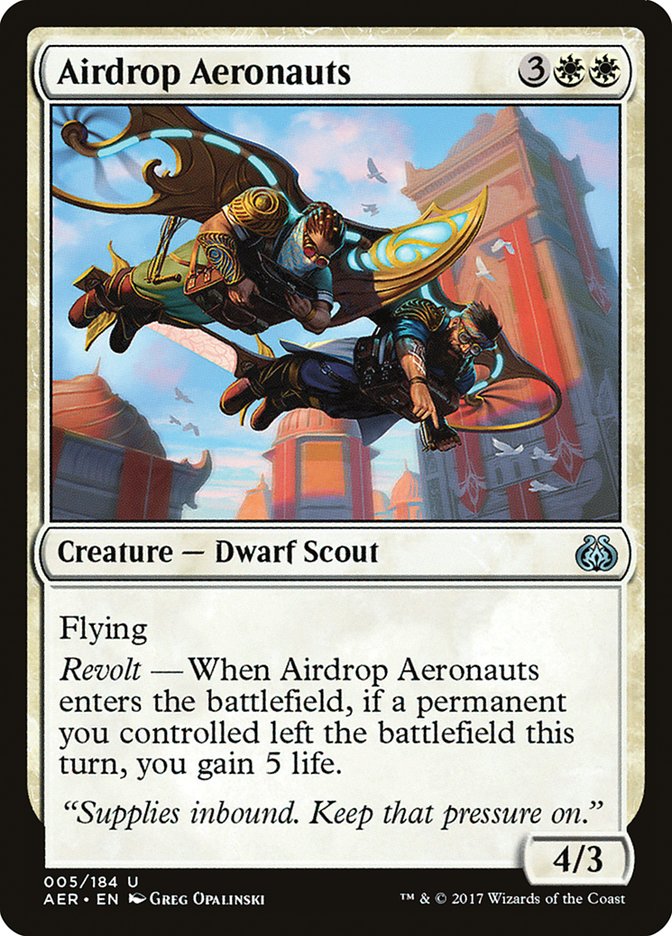 Airdrop Aeronauts 3
Creature — Dwarf Scout
Flying
Revolt — When Airdrop Aeronauts
enters the battlefield, if a permanent
you controlled left the battlefield this
turn, you gain 5 life.
“Supplies inbound. Keep that pressure on.”
4/3
005/184 U
AER • EN Greg Opalinski
™ & © 2017 Wizards of the Coast